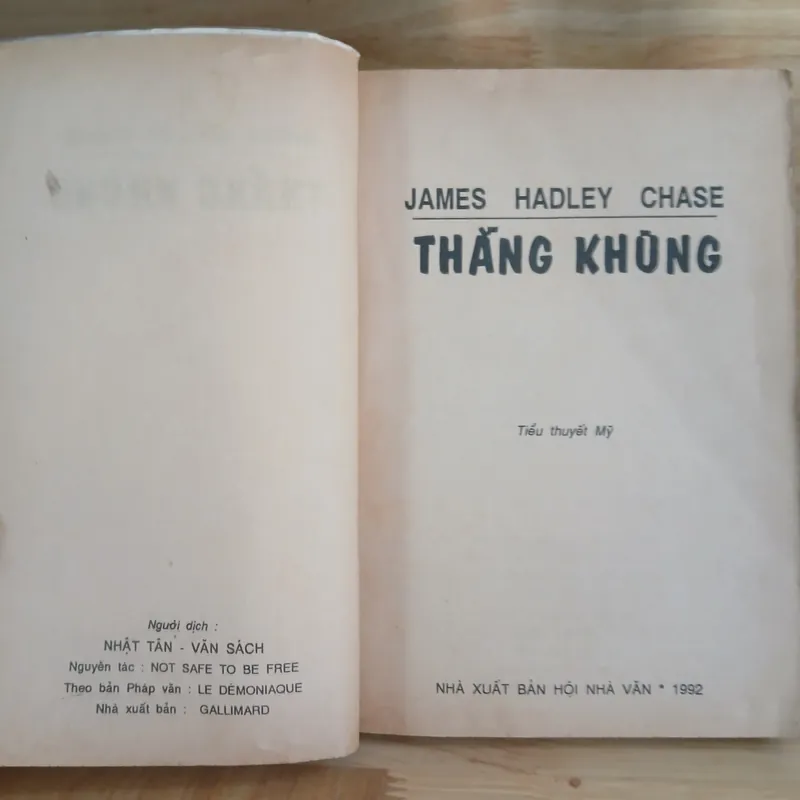 Người dịch :
NHẬT TÂN - VĂN SÁCH
Nguyên tác : NOT SAFE TO BE FREE
Theo bản Pháp văn : LE DÉMONIAQUE
Nhà xuất bản : GALLIMARD
JAMES HADLEY CHASE
THẰNG KHÙNG
Tiểu thuyết Mỹ
NHÀ XUẤT BẢN HỘI NHÀ VĂN * 1992